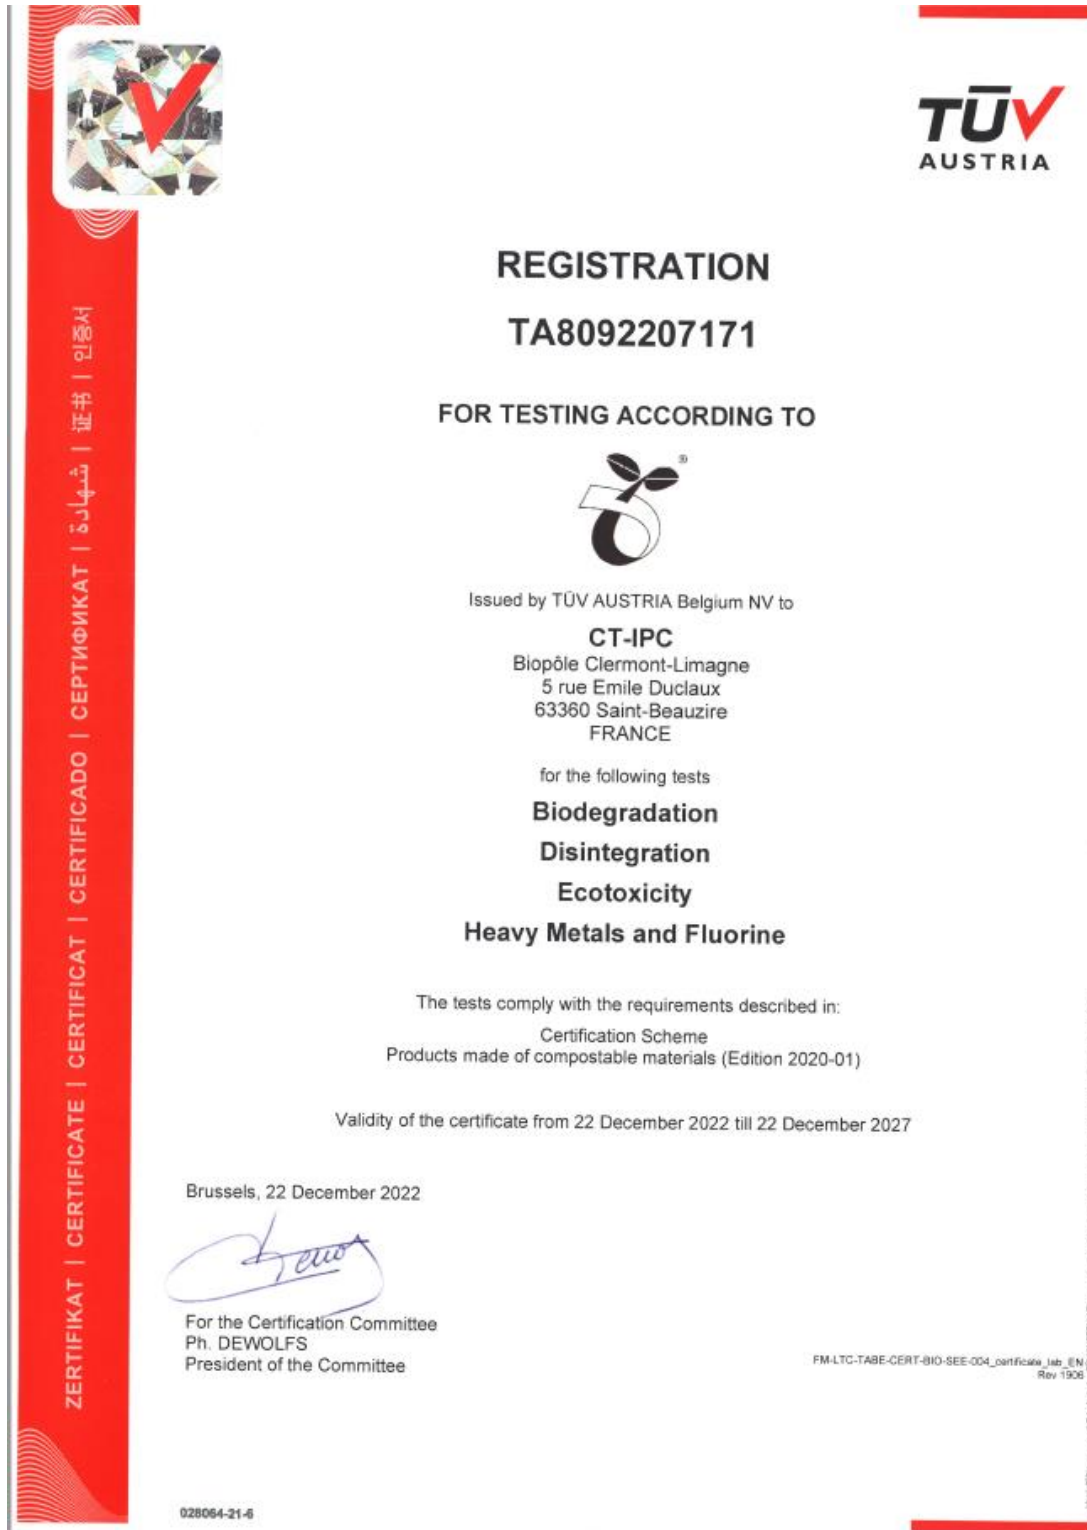 TÜV
AUSTRIA
REGISTRATION
TA8092207171
FOR TESTING ACCORDING TO
®
Issued by TÜV AUSTRIA Belgium NV to
CT-IPC
Biopôle Clermont-Limagne
5 rue Emile Duclaux
63360 Saint-Beauzire
FRANCE
for the following tests
Biodegradation
Disintegration
Ecotoxicity
Heavy Metals and Fluorine
The tests comply with the requirements described in:
Certification Scheme
Products made of compostable materials (Edition 2020-01)
Validity of the certificate from 22 December 2022 till 22 December 2027
Brussels, 22 December 2022
For the Certification Committee
Ph. DEWOLFS
President of the Committee
FM-LTC-TABE-CERT-BIO-SEE-004_certificate_lab_EN
Rev 1906
028064-21-6
ZERTIFIKAT | CERTIFICATE | CERTIFICAT | CERTIFICADO | СЕРТИФИКАТ | شهادة | 证书 | 인증서